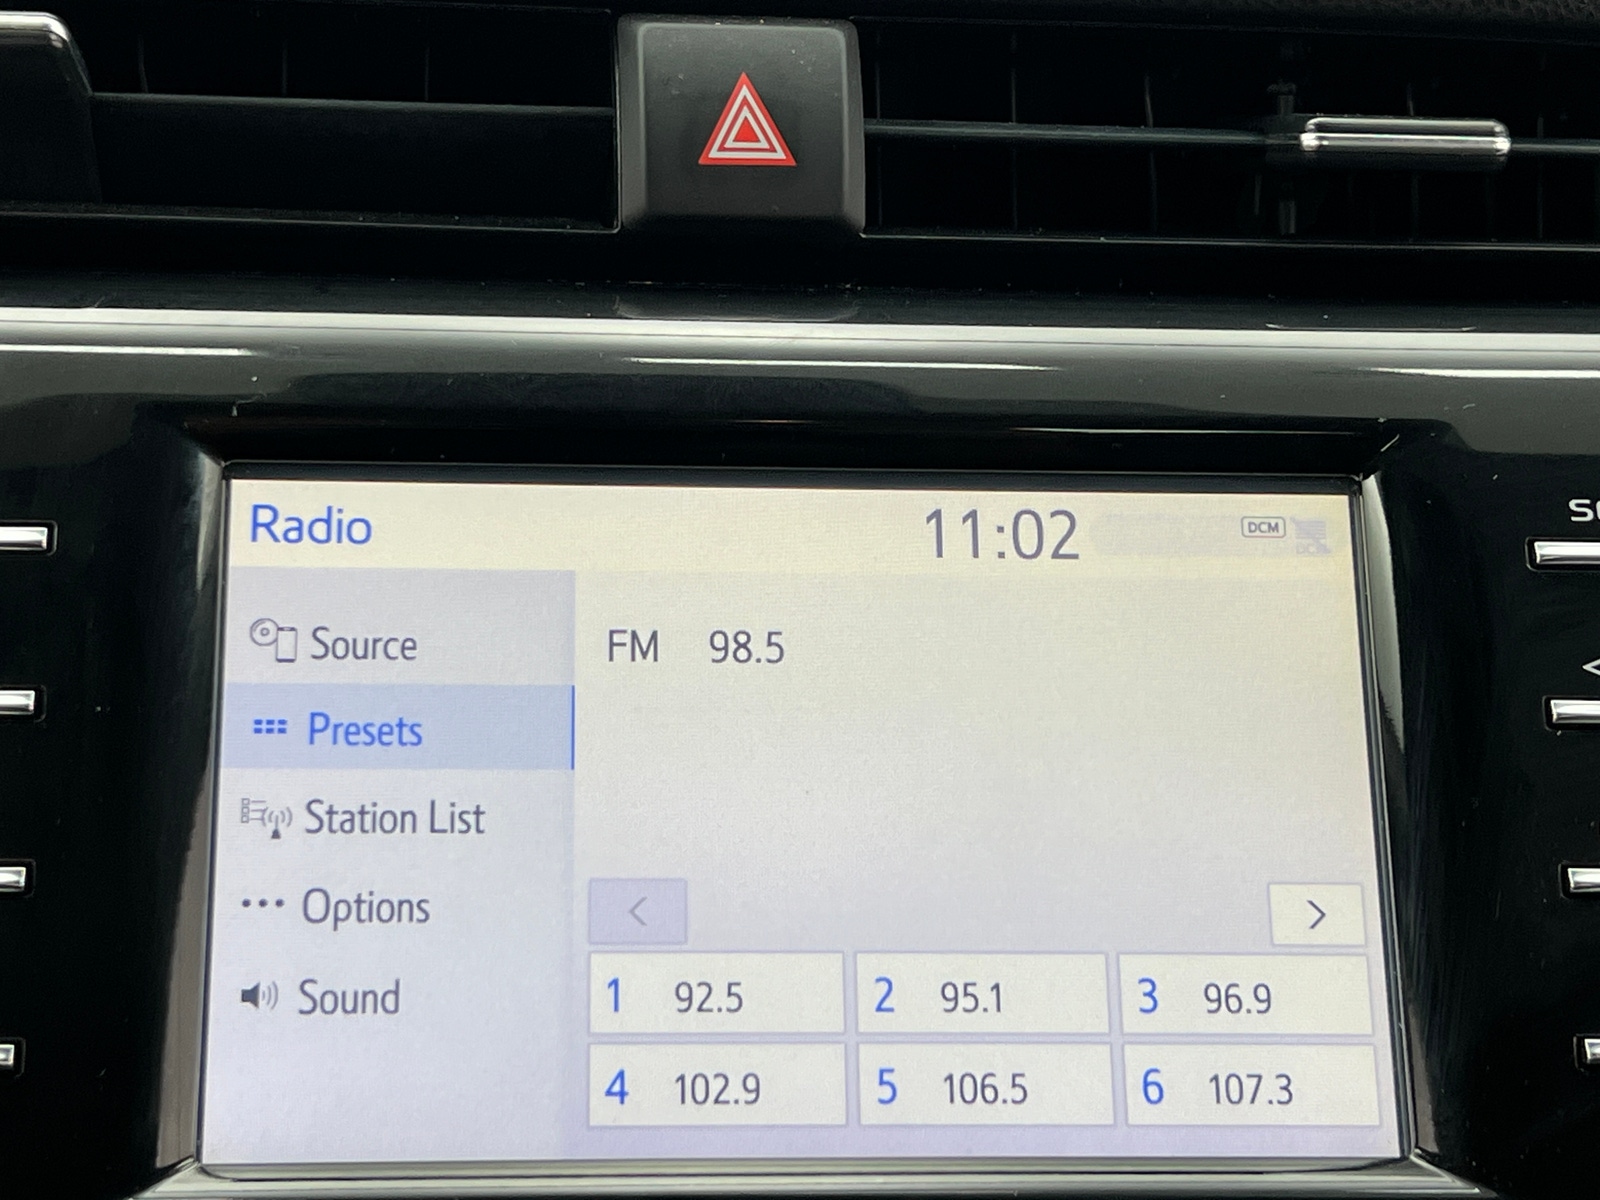 Radio 11:02 DCM
Source
FM 98.5
Presets
Station List
Options
Sound
1 92.5 2 95.1 3 96.9
4 102.9 5 106.5 6 107.3